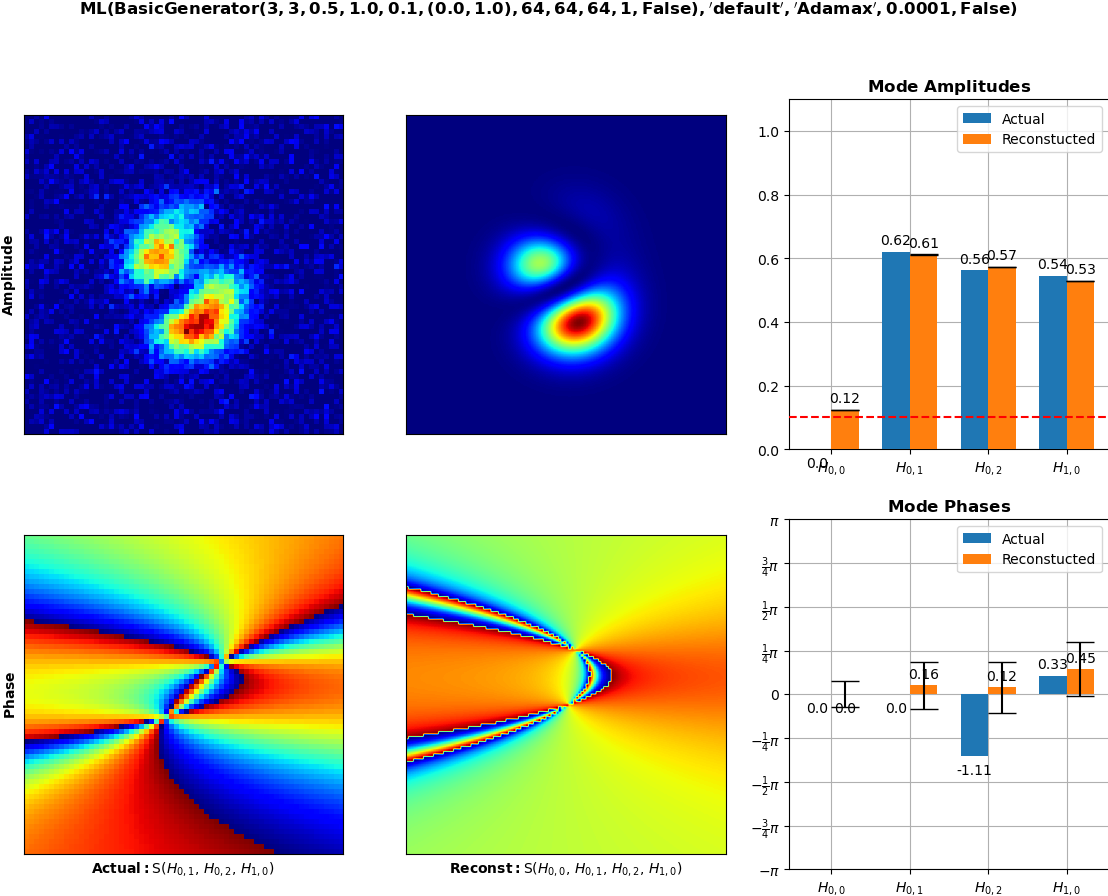 ML(BasicGenerator(3, 3, 0.5, 1.0, 0.1, (0.0, 1.0), 64, 64, 64, 1, False), ′default′, ′Adamax′, 0.0001, False)
Mode Amplitudes
Amplitude
Actual
Reconstucted
1.0
0.8
0.6
0.4
0.2
0.0
0.0
0.12
0.62
0.61
0.56
0.57
0.54
0.53
H0,0
H0,1
H0,2
H1,0
Mode Phases
Phase
Actual
Reconstucted
π
3/4π
1/2π
1/4π
0
−1/4π
−1/2π
−3/4π
−π
0.0
0.0
0.0
0.16
-1.11
0.12
0.33
0.45
H0,0
H0,1
H0,2
H1,0
Actual: S(H0,1, H0,2, H1,0)
Reconst: S(H0,0, H0,1, H0,2, H1,0)